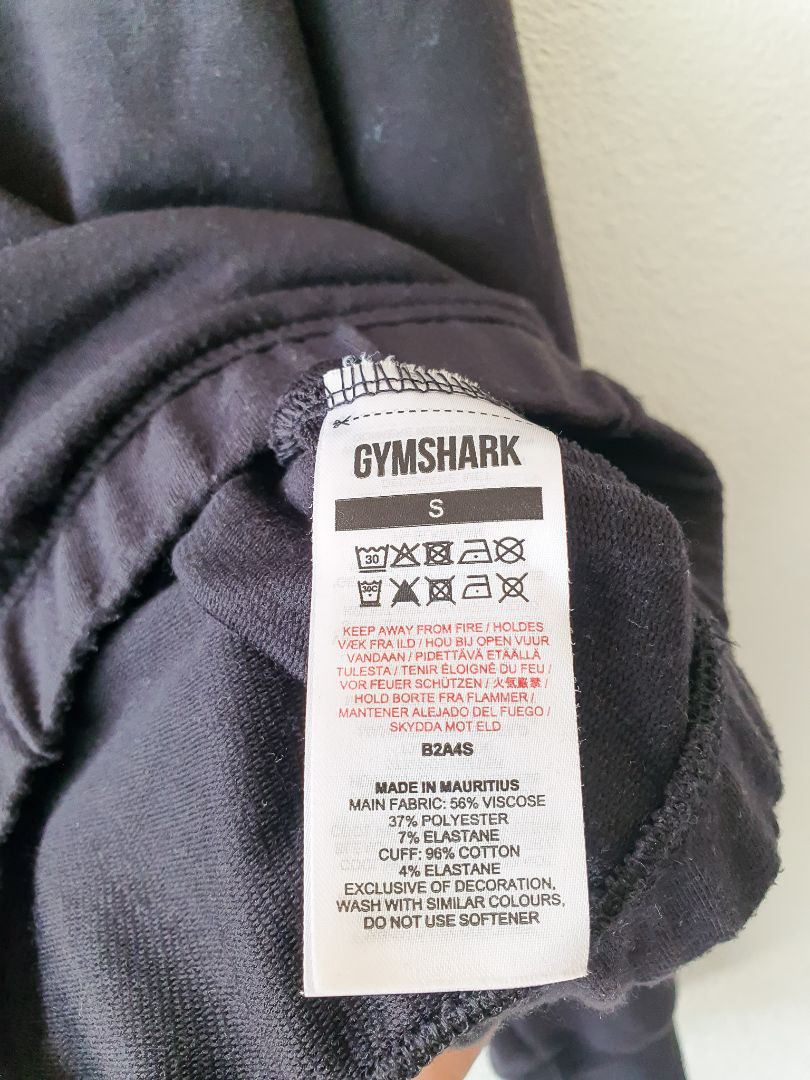 GYMSHARK
S
30
30C
KEEP AWAY FROM FIRE / HOLDES
VÆK FRA ILD / HOU BIJ OPEN VUUR
VANDAAN / PIDETTÄVÄ ETÄÄLLÄ
TULESTA / TENIR ÉLOIGNÉ DU FEU /
VOR FEUER SCHÜTZEN / 火気厳禁 /
HOLD BORTE FRA FLAMMER /
MANTENER ALEJADO DEL FUEGO /
SKYDDA MOT ELD
B2A4S
MADE IN MAURITIUS
MAIN FABRIC: 56% VISCOSE
37% POLYESTER
7% ELASTANE
CUFF: 96% COTTON
4% ELASTANE
EXCLUSIVE OF DECORATION,
WASH WITH SIMILAR COLOURS,
DO NOT USE SOFTENER